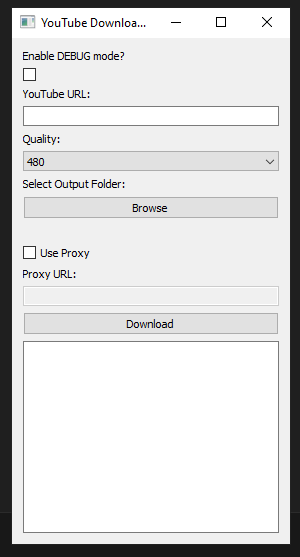 YouTube Downloa...
Enable DEBUG mode?
YouTube URL:
Quality:
480
Select Output Folder:
Browse
Use Proxy
Proxy URL:
Download